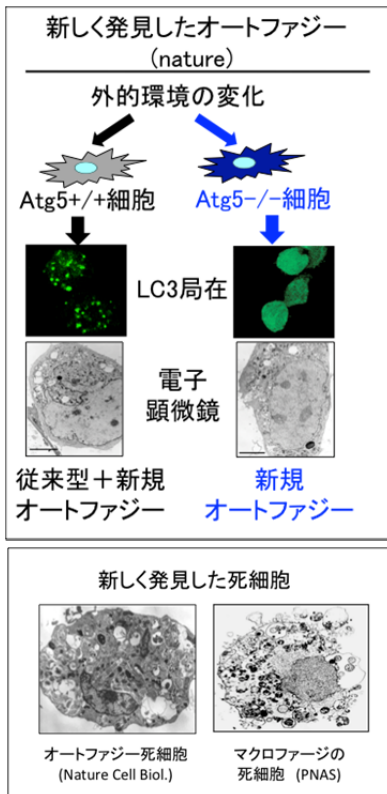 新しく発見したオートファジー
(nature)
外的環境の変化
Atg5+/+細胞
Atg5-/-細胞
LC3局在
電子
顕微鏡
従来型＋新規
オートファジー
新規
オートファジー
新しく発見した死細胞
オートファジー死細胞
(Nature Cell Biol.)
マクロファージの
死細胞 (PNAS)